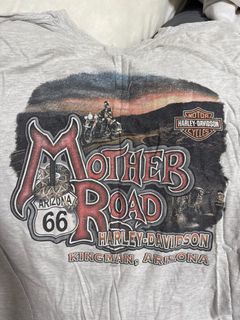 MOTOR
HARLEY-DAVIDSON
CYCLES
MOTHER
ROAD
ARIZONA
66
HARLEY-DAVIDSON
KINGMAN, ARIZONA